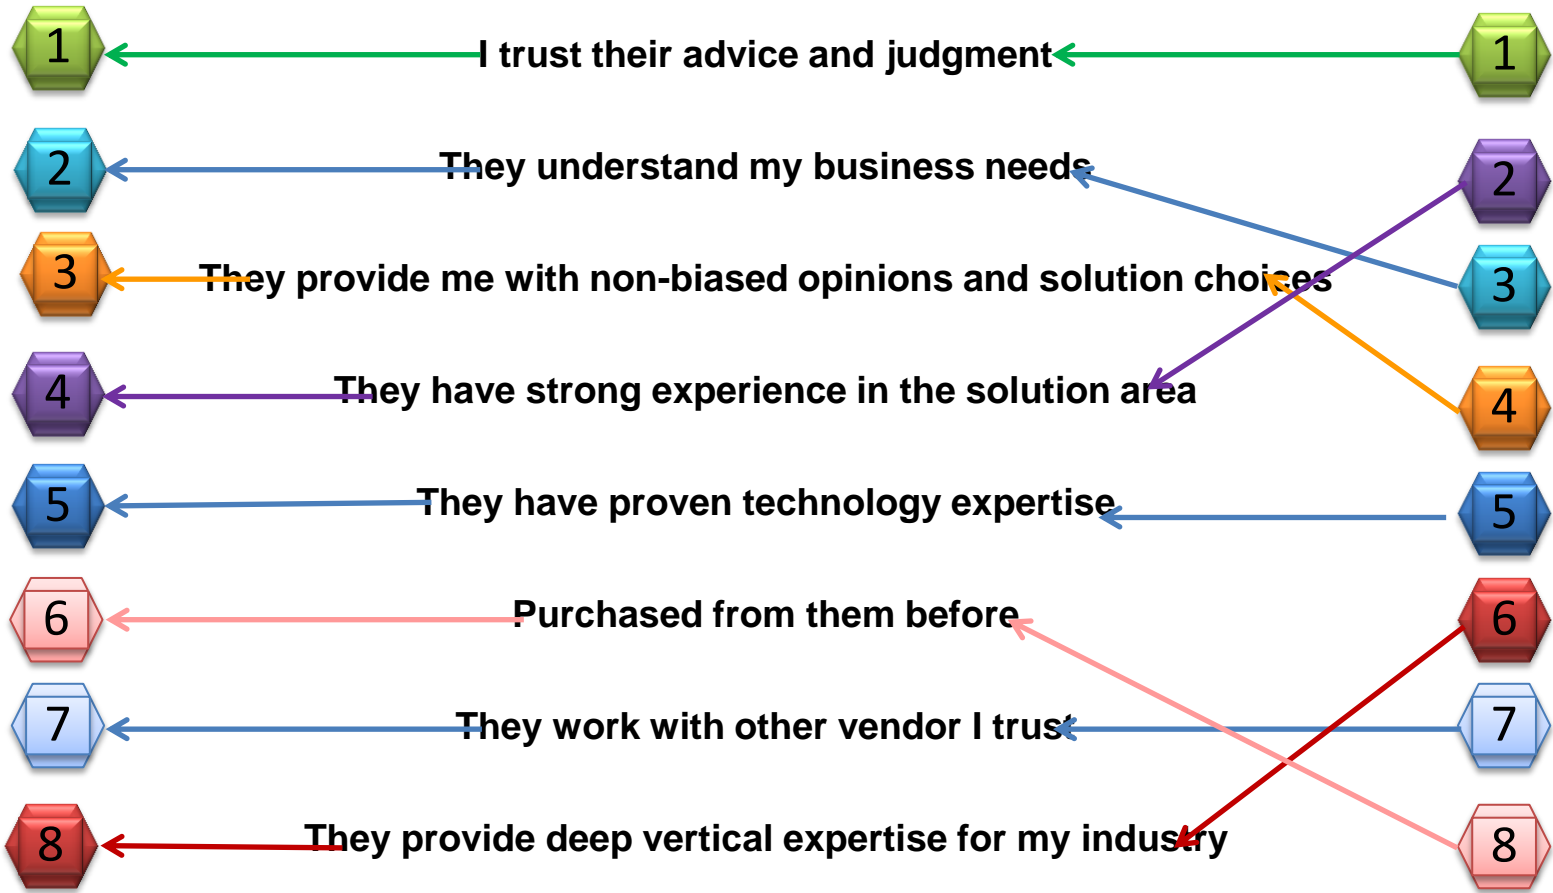 1 I trust their advice and judgment 1
2 They understand my business needs 2
3 They provide me with non-biased opinions and solution choices 3
4 They have strong experience in the solution area 4
5 They have proven technology expertise 5
6 Purchased from them before 6
7 They work with other vendor I trust 7
8 They provide deep vertical expertise for my industry 8